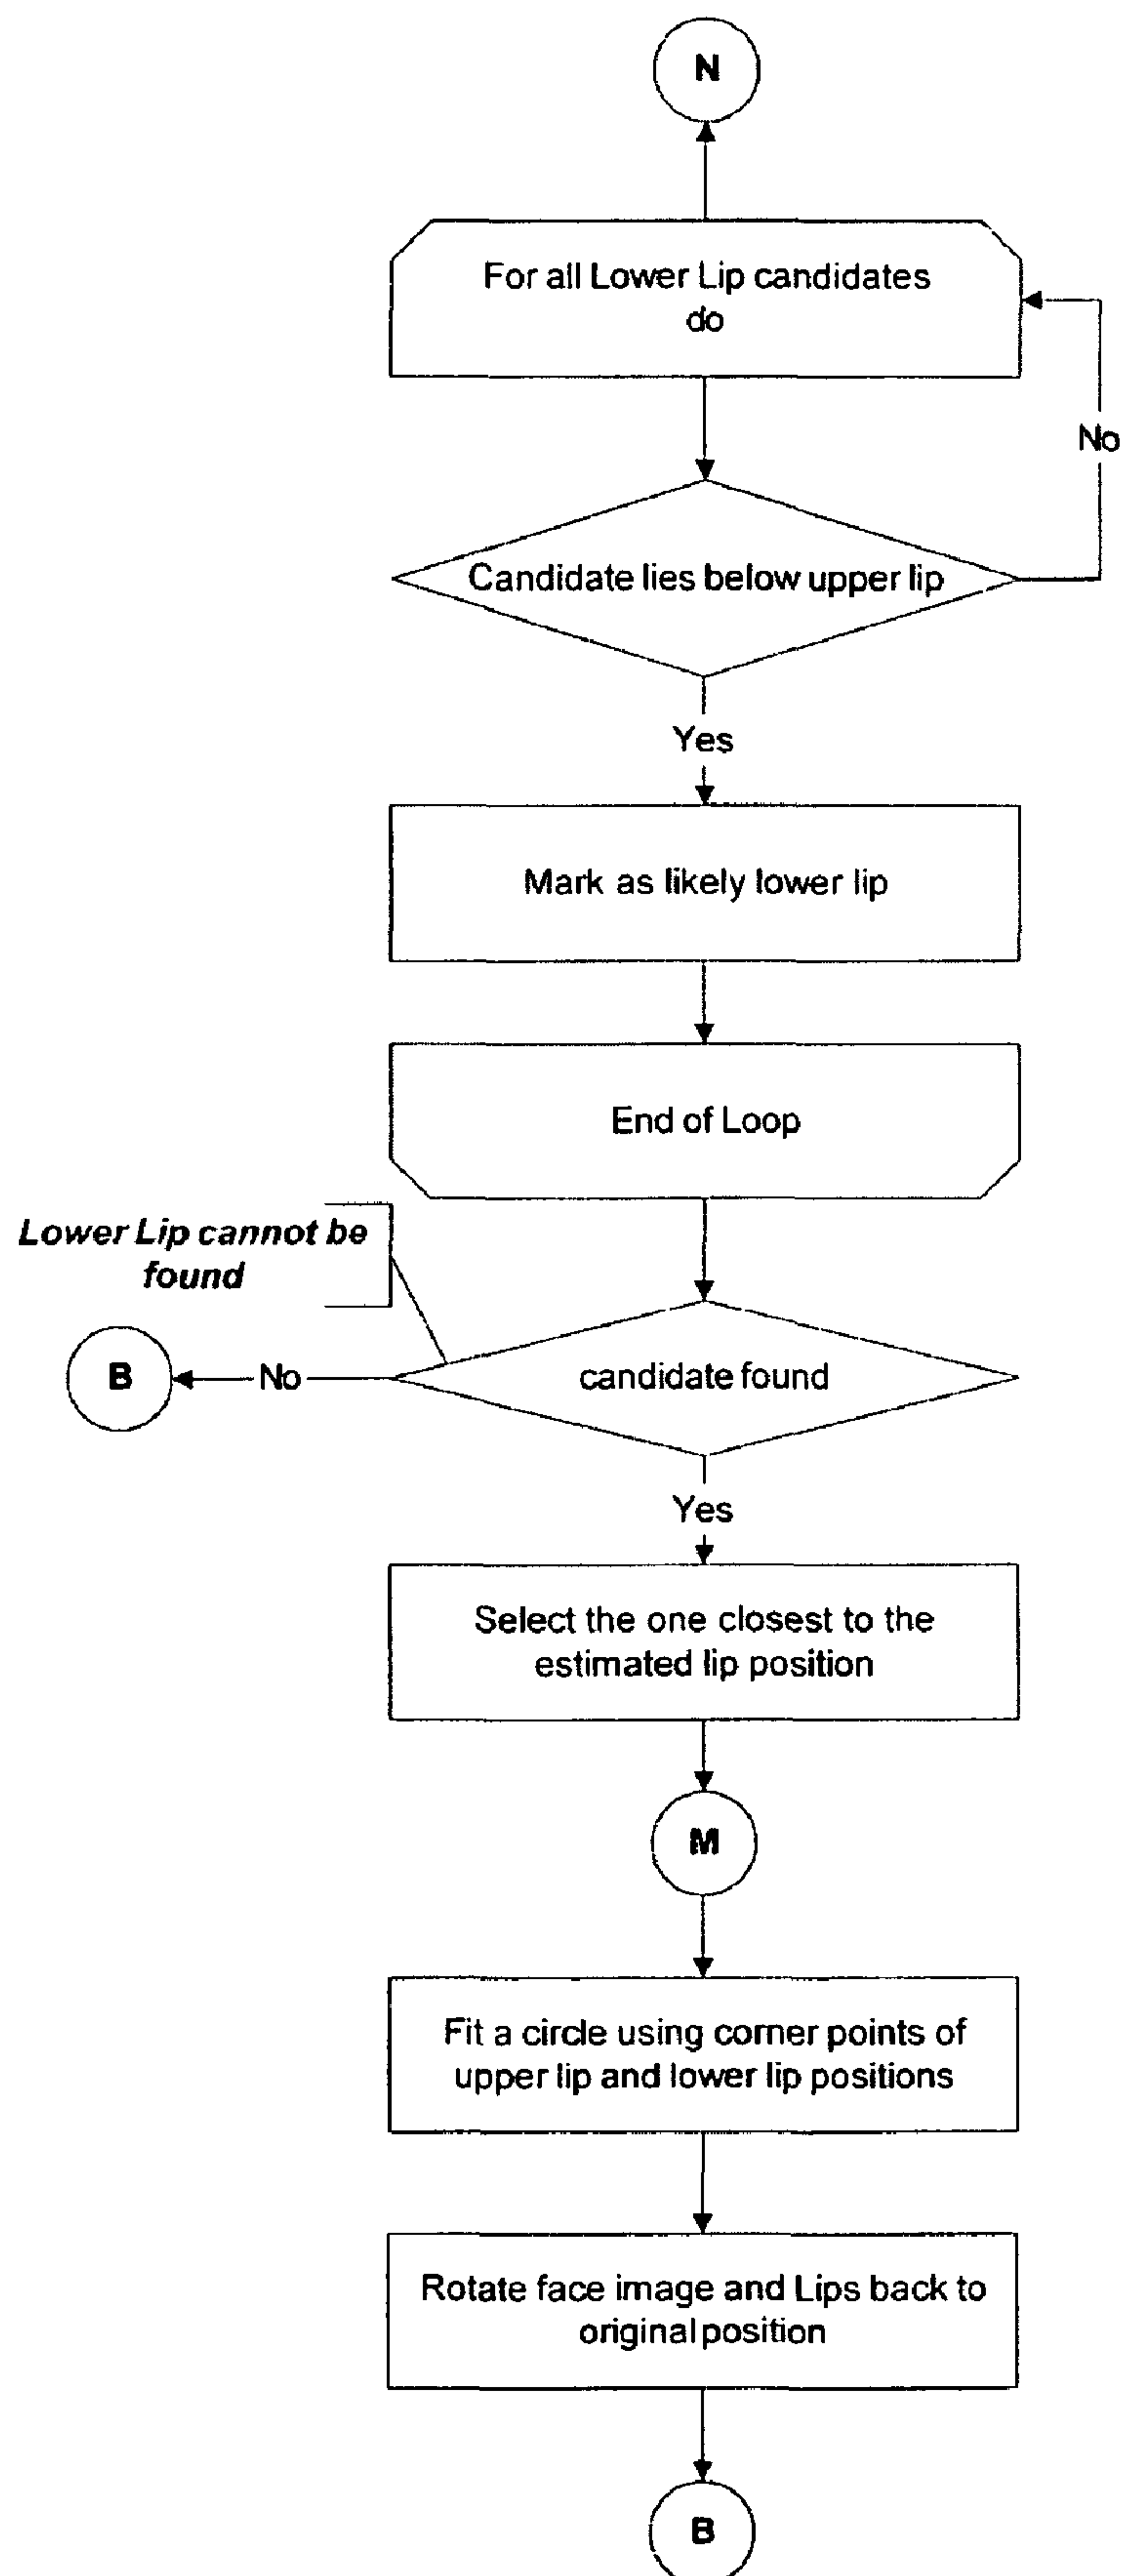 N
For all Lower Lip candidates
do
No
Candidate lies below upper lip
Yes
Mark as likely lower lip
End of Loop
Lower Lip cannot be
found
B
No
candidate found
Yes
Select the one closest to the
estimated lip position
M
Fit a circle using corner points of
upper lip and lower lip positions
Rotate face image and Lips back to
original position
B